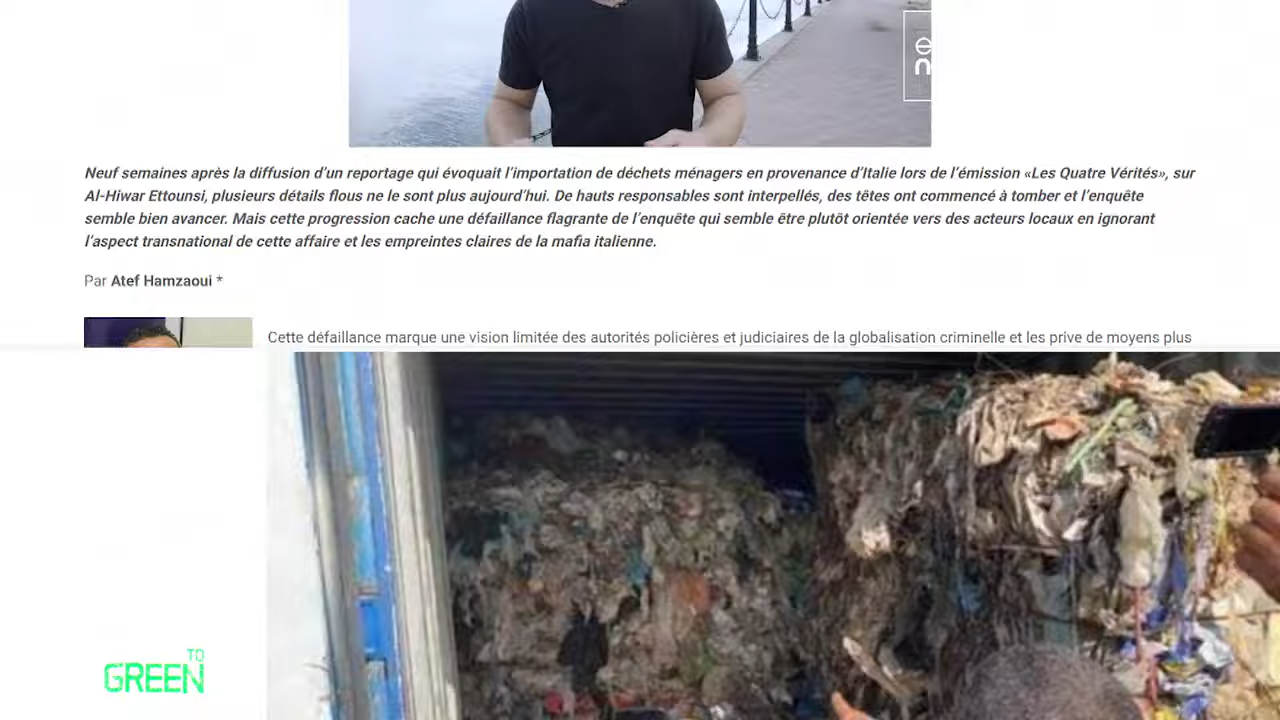 e
n
Neuf semaines après la diffusion d’un reportage qui évoquait l’importation de déchets ménagers en provenance d’Italie lors de l’émission «Les Quatre Vérités», sur
Al-Hiwar Ettounsi, plusieurs détails flous ne le sont plus aujourd’hui. De hauts responsables sont interpellés, des têtes ont commencé à tomber et l’enquête
semble bien avancer. Mais cette progression cache une défaillance flagrante de l’enquête qui semble être plutôt orientée vers des acteurs locaux en ignorant
l’aspect transnational de cette affaire et les empreintes claires de la mafia italienne.
Par Atef Hamzaoui *
Cette défaillance marque une vision limitée des autorités policières et judiciaires de la globalisation criminelle et les prive de moyens plus
TO
GREEN